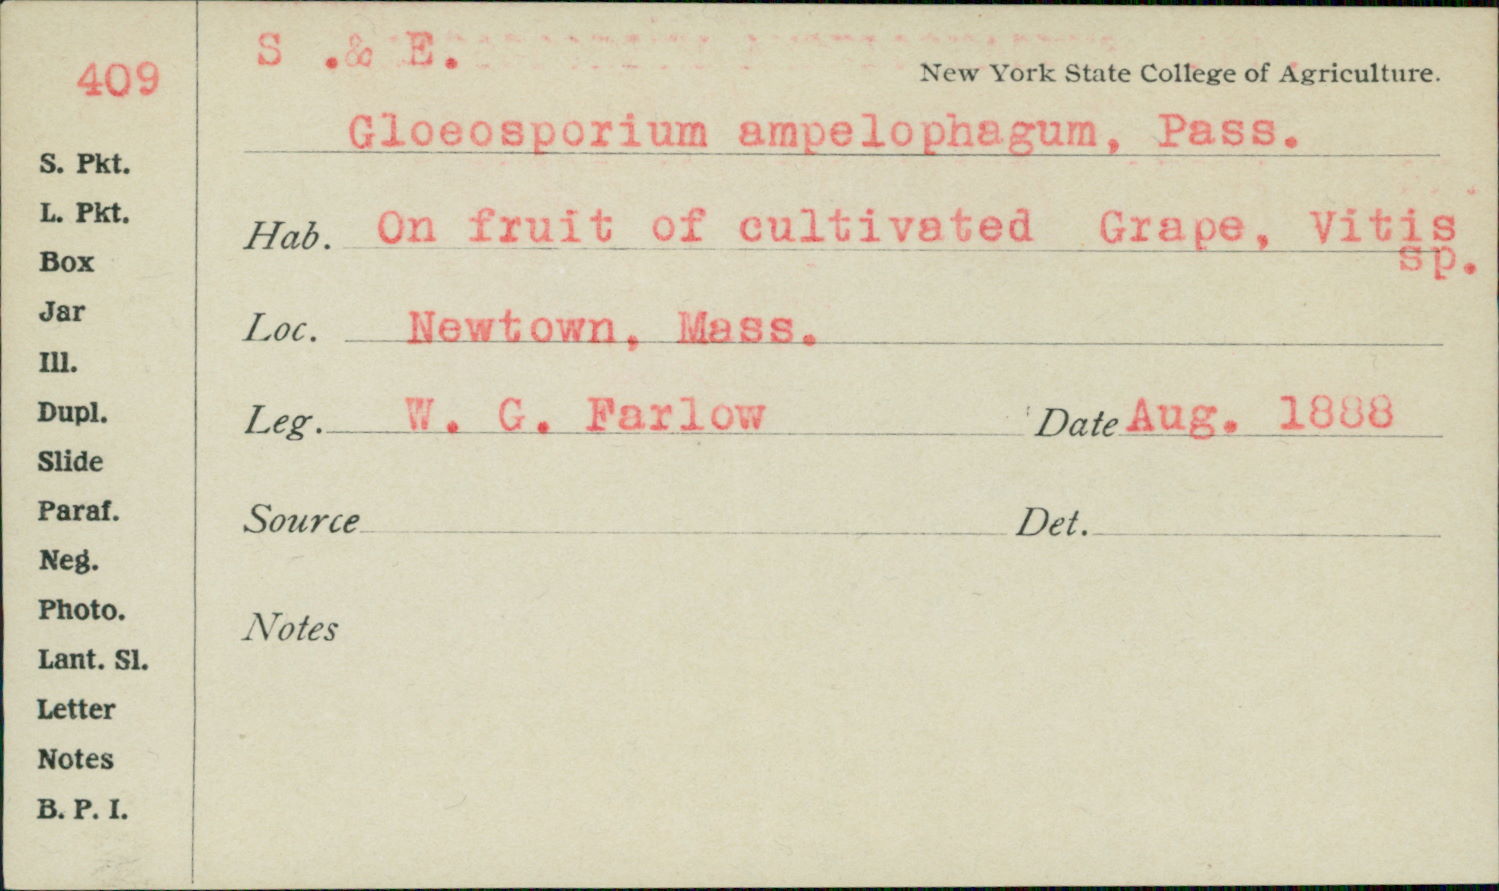 409
S. Pkt.
L. Pkt.
Box
Jar
Ill.
Dupl.
Slide
Paraf.
Neg.
Photo.
Lant. Sl.
Letter
Notes
B. P. I.
S .& E.
New York State College of Agriculture.
Gloeosporium ampelophagum, Pass.
Hab. On fruit of cultivated Grape, Vitis
sp.
Loc. Newtown, Mass.
Leg. W. G. Farlow Date Aug. 1888
Source Det.
Notes